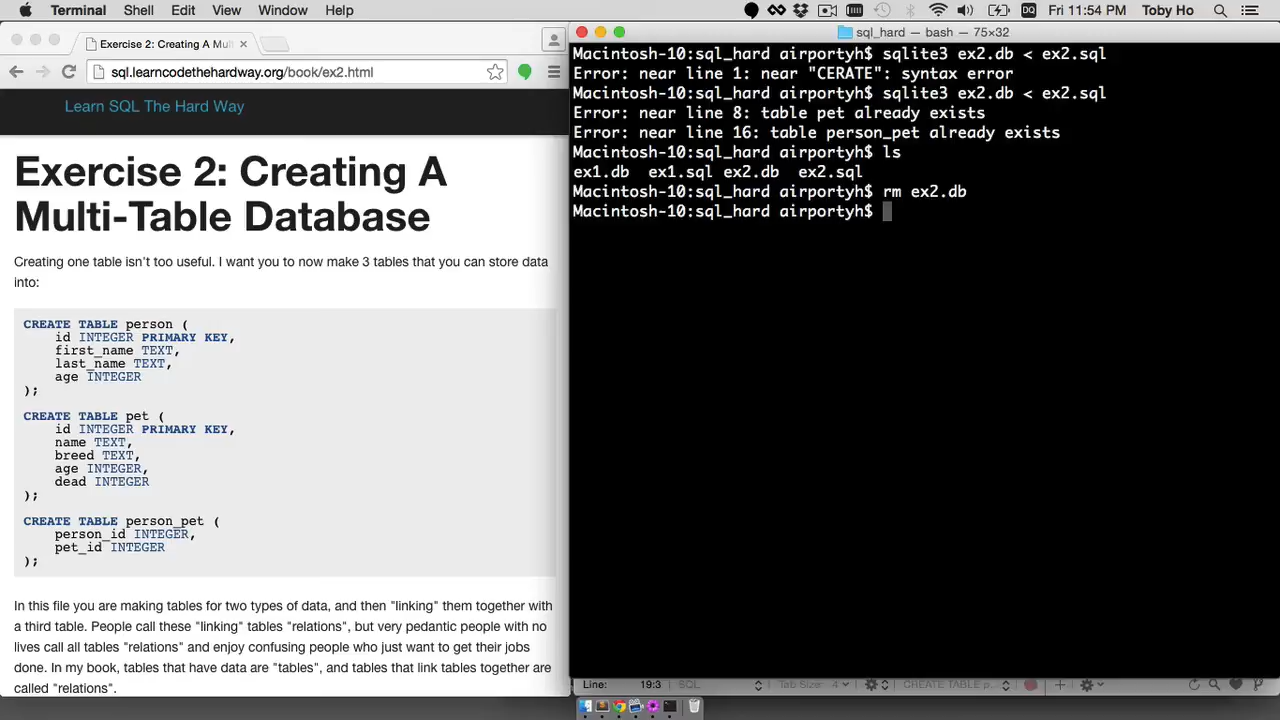 Terminal Shell Edit View Window Help Fri 11:54 PM Toby Ho
Exercise 2: Creating A Mul
sql.learncodethehardway.org/book/ex2.html
Learn SQL The Hard Way
Exercise 2: Creating A
Multi-Table Database
Creating one table isn't too useful. I want you to now make 3 tables that you can store data
into:
CREATE TABLE person (
id INTEGER PRIMARY KEY,
first_name TEXT,
last_name TEXT,
age INTEGER
);
CREATE TABLE pet (
id INTEGER PRIMARY KEY,
name TEXT,
breed TEXT,
age INTEGER,
dead INTEGER
);
CREATE TABLE person_pet (
person_id INTEGER,
pet_id INTEGER
);
In this file you are making tables for two types of data, and then "linking" them together with
a third table. People call these "linking" tables "relations", but very pedantic people with no
lives call all tables "relations" and enjoy confusing people who just want to get their jobs
done. In my book, tables that have data are "tables", and tables that link tables together are
called "relations".
sql_hard — bash — 75×32
Macintosh-10:sql_hard airportyh$ sqlite3 ex2.db < ex2.sql
Error: near line 1: near "CERATE": syntax error
Macintosh-10:sql_hard airportyh$ sqlite3 ex2.db < ex2.sql
Error: near line 8: table pet already exists
Error: near line 16: table person_pet already exists
Macintosh-10:sql_hard airportyh$ ls
ex1.db ex1.sql ex2.db ex2.sql
Macintosh-10:sql_hard airportyh$ rm ex2.db
Macintosh-10:sql_hard airportyh$
Line: 19:3 SQL Tab Size: 4 CREATE TABLE p...